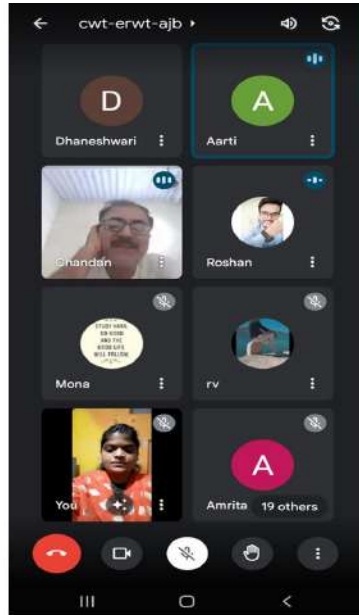 cwt-erwt-ajb
D
Dhaneshwari
A
Aarti
Chandan
Roshan
STUDY HARD
DO GOOD
AND THE
GOOD LIFE
WILL FOLLOW
Mona
rv
You
A
Amrita
19 others